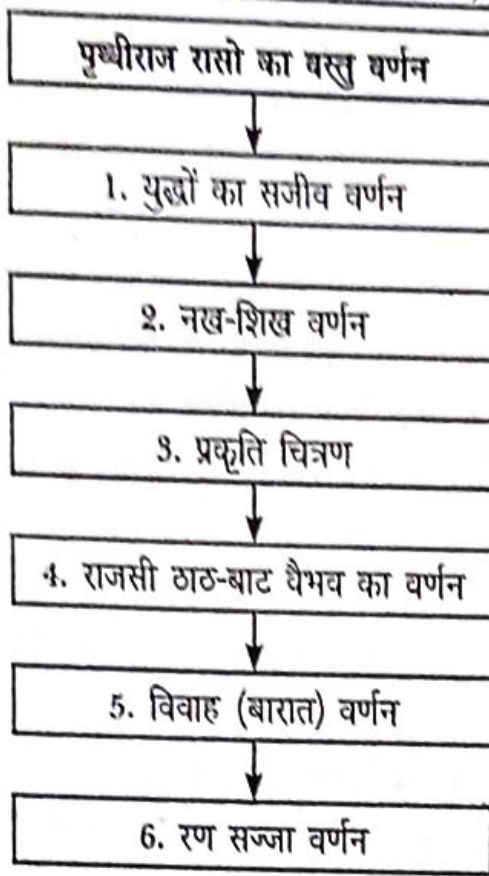 पृथ्वीराज रासो का वस्तु वर्णन
1. युद्धों का सजीव वर्णन
2. नख-शिख वर्णन
3. प्रकृति चित्रण
4. राजसी ठाठ-बाट वैभव का वर्णन
5. विवाह (बारात) वर्णन
6. रण सज्जा वर्णन